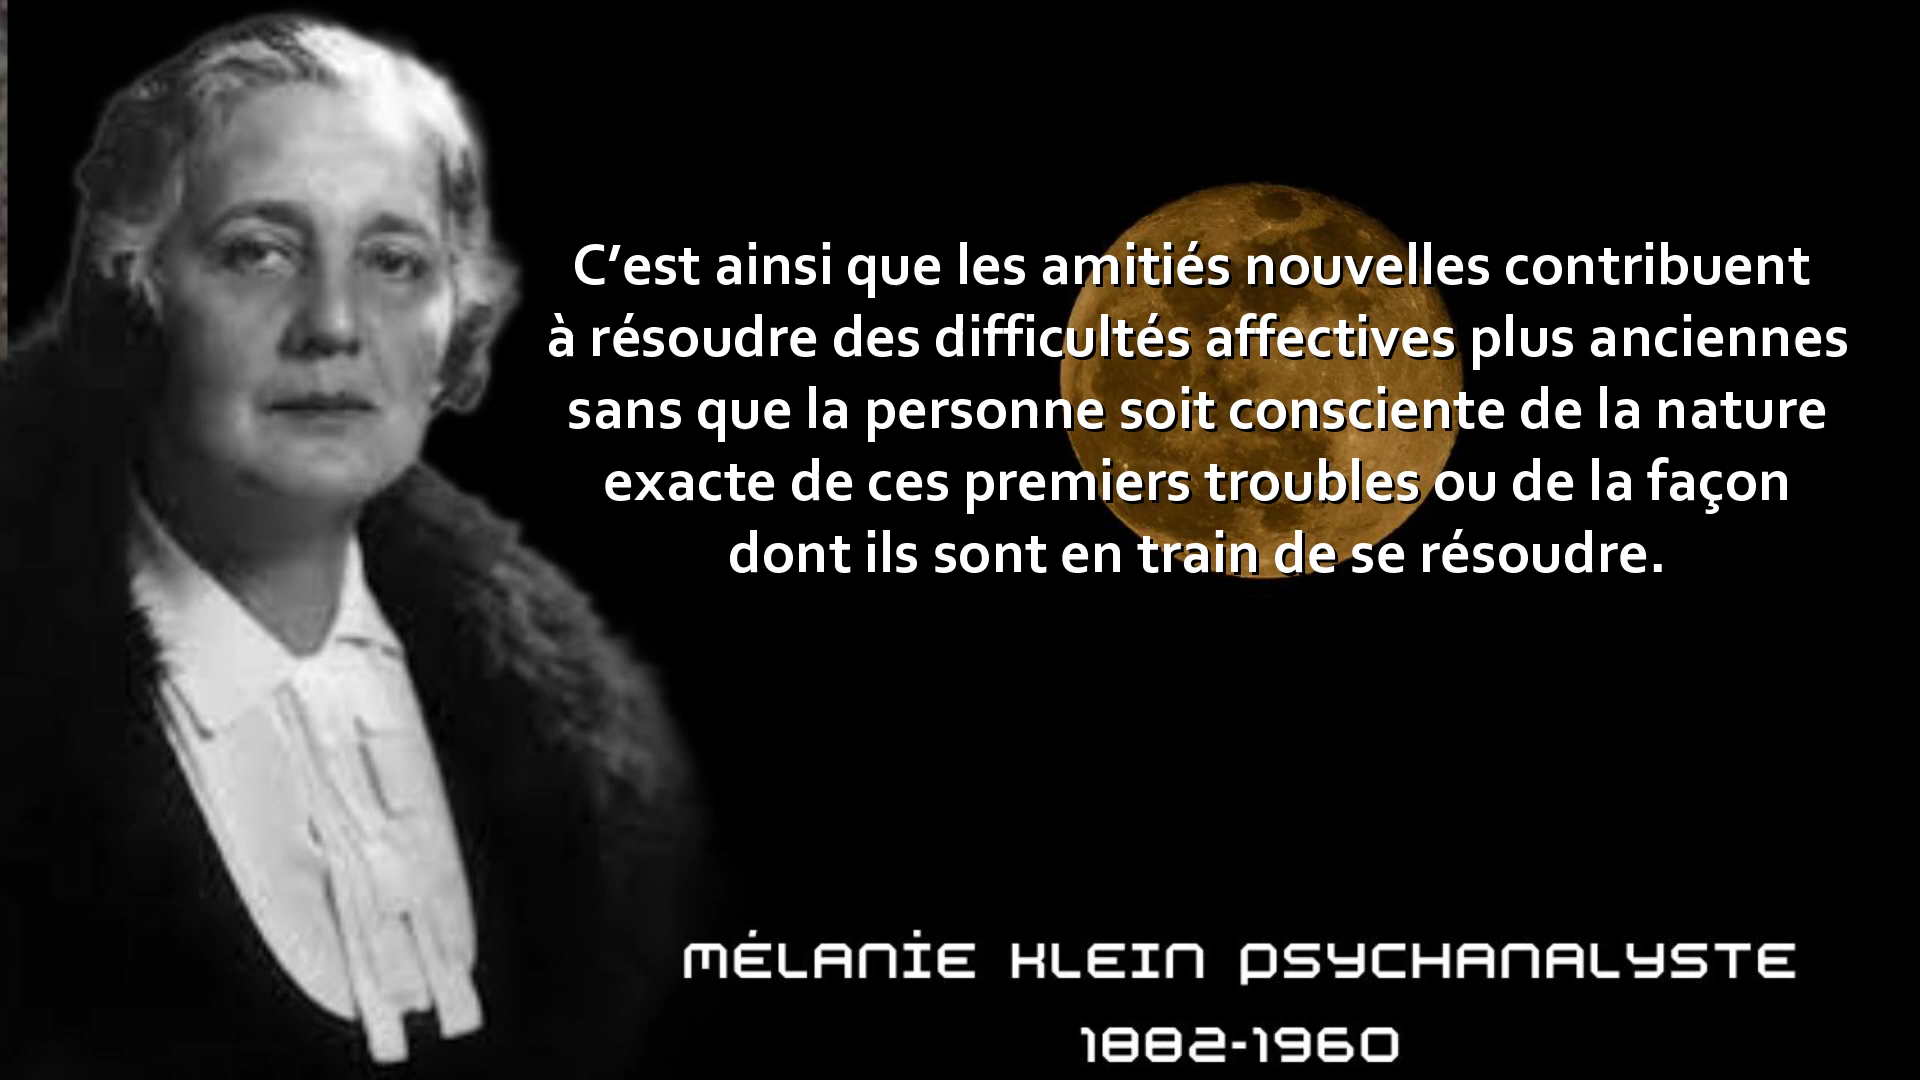 C’est ainsi que les amitiés nouvelles contribuent
à résoudre des difficultés affectives plus anciennes
sans que la personne soit consciente de la nature
exacte de ces premiers troubles ou de la façon
dont ils sont en train de se résoudre.
MÉLANIE KLEIN PSYCHANALYSTE
1882-1960